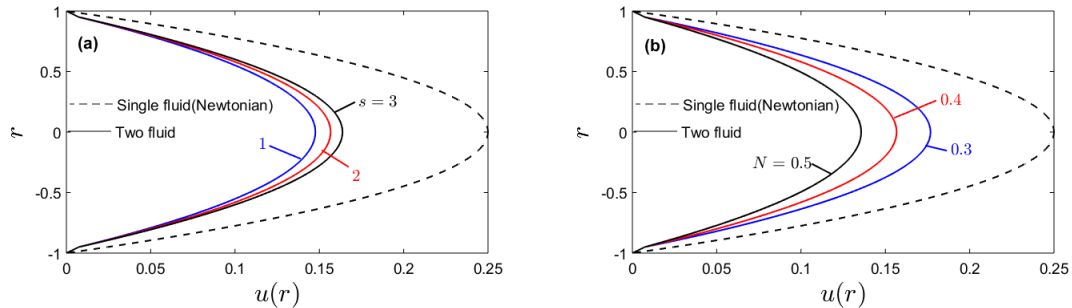 (a)
1
0.5
0
-0.5
-1
r
Single fluid(Newtonian)
Two fluid
s = 3
1
2
0
0.05
0.1
0.15
0.2
0.25
u(r)
(b)
1
0.5
0
-0.5
-1
r
Single fluid(Newtonian)
Two fluid
0.4
0.3
N = 0.5
0
0.05
0.1
0.15
0.2
0.25
u(r)